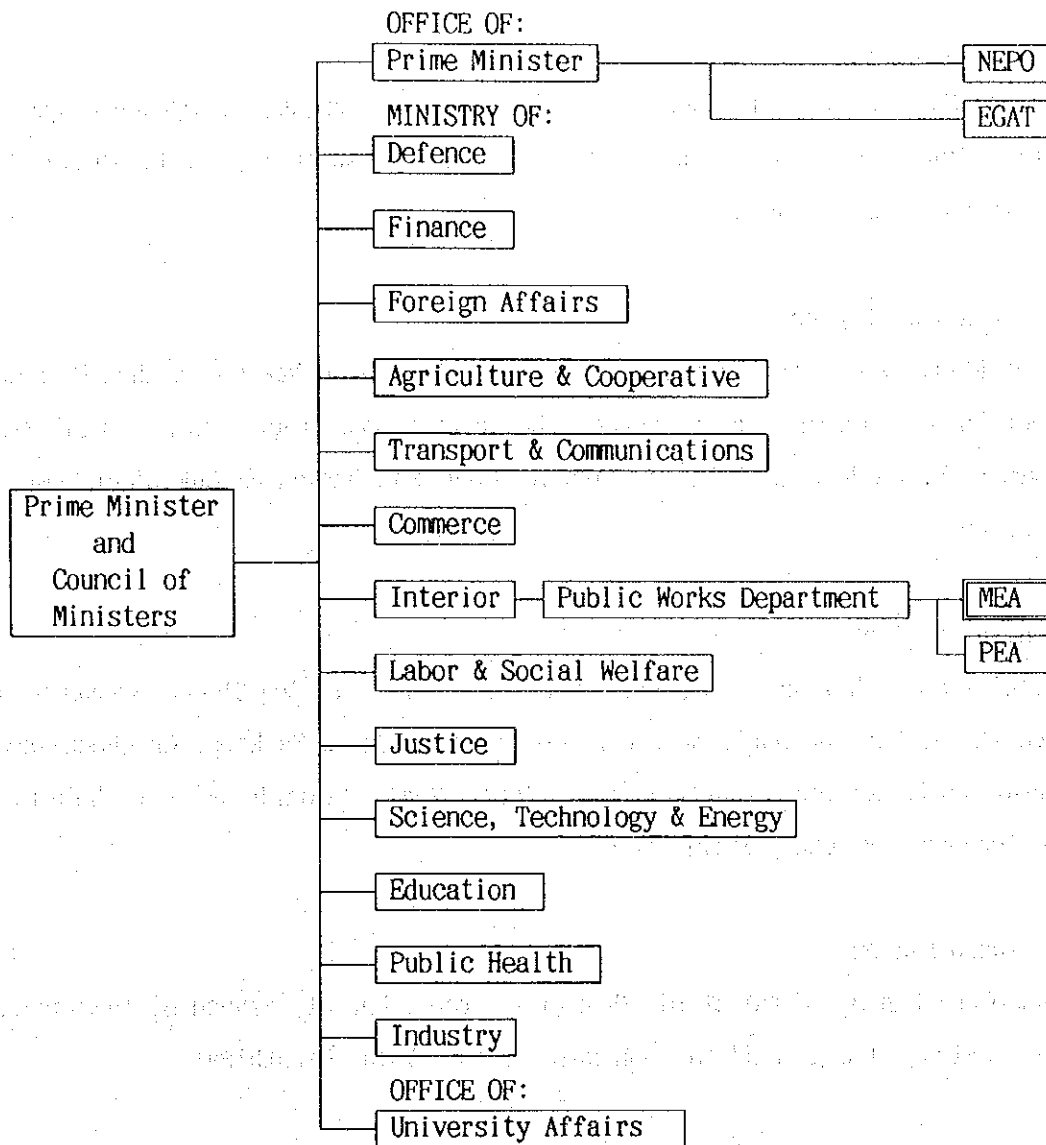 OFFICE OF:
Prime Minister
NEPO
EGAT
MINISTRY OF:
Defence
Finance
Foreign Affairs
Agriculture & Cooperative
Transport & Communications
Prime Minister
and
Council of
Ministers
Commerce
Interior
Public Works Department
MEA
PEA
Labor & Social Welfare
Justice
Science, Technology & Energy
Education
Public Health
Industry
OFFICE OF:
University Affairs